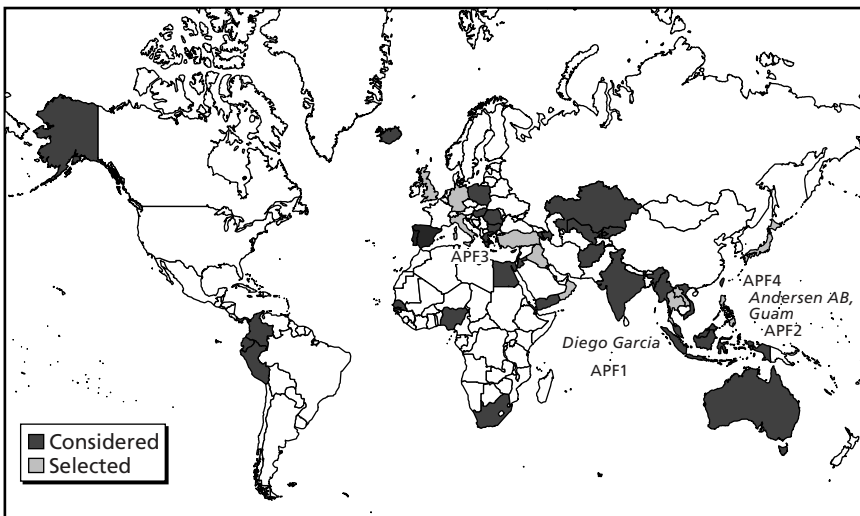 APF3
APF4
Andersen AB,
Guam
APF2
Diego Garcia
APF1
Considered
Selected